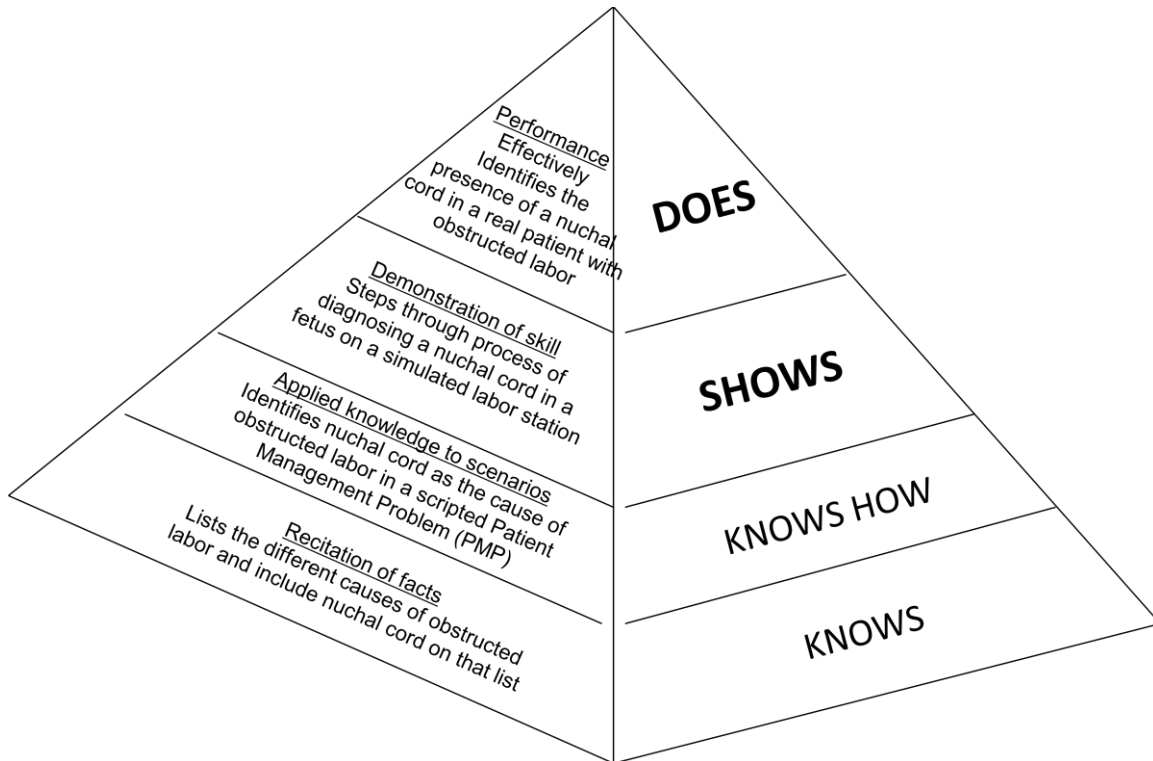 Performance
Effectively
Identifies the
presence of a nuchal
cord in a real patient with
obstructed labor
DOES
Demonstration of skill
Steps through process of
diagnosing a nuchal cord in a
fetus on a simulated labor station
SHOWS
Applied knowledge to scenarios
Identifies nuchal cord as the cause of
obstructed labor in a scripted Patient
Management Problem (PMP)
KNOWS HOW
Recitation of facts
Lists the different causes of obstructed
labor and include nuchal cord on that list
KNOWS